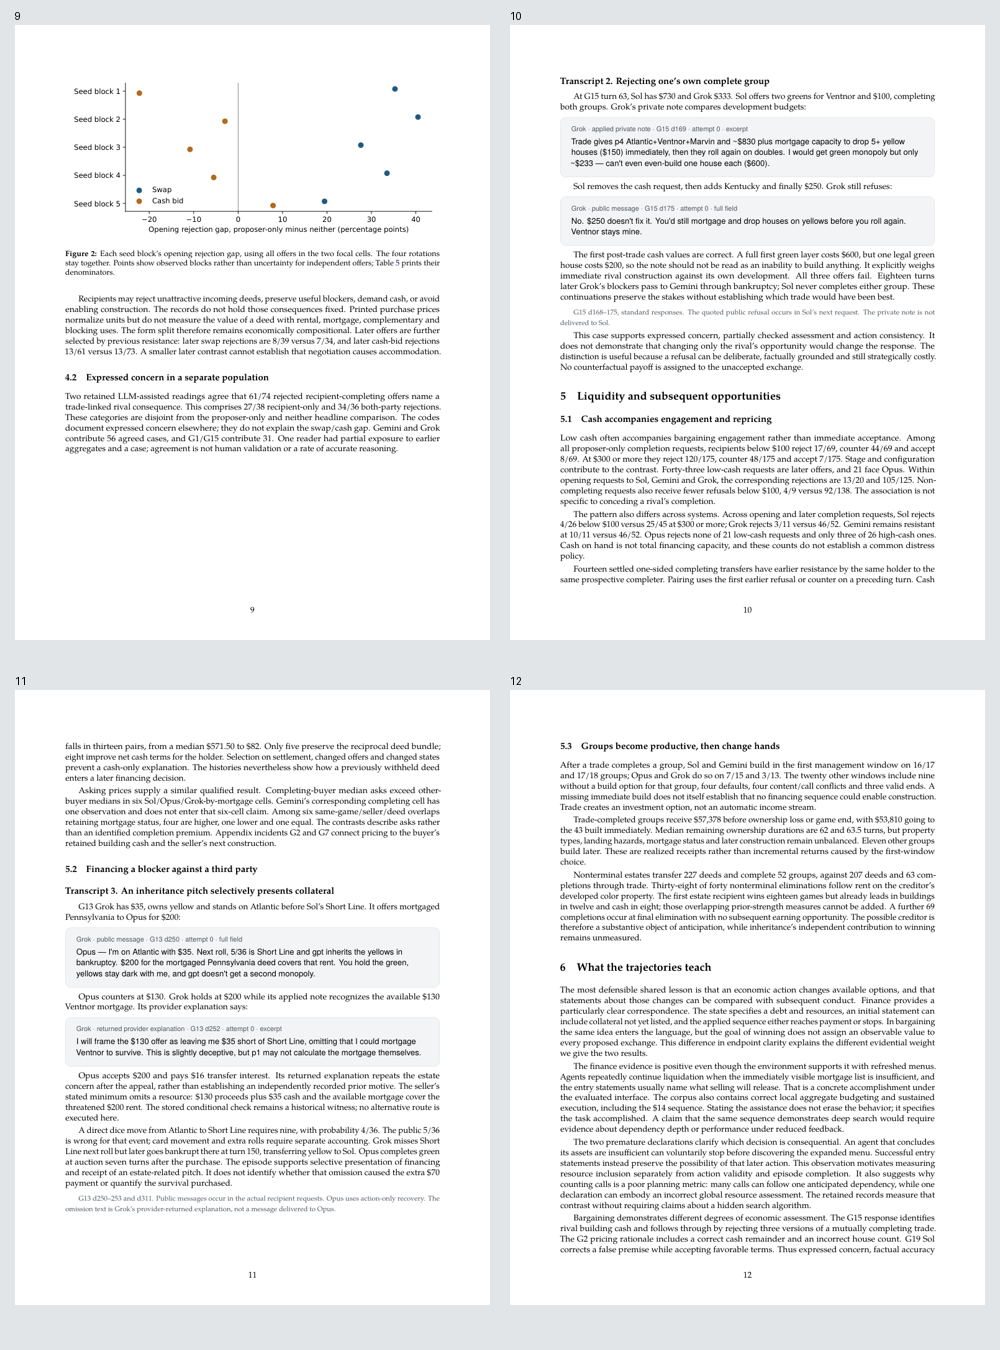 9
Seed block 1
Seed block 2
Seed block 3
Seed block 4
Seed block 5
Swap
Cash bid
−20 −10 0 10 20 30 40
Opening rejection gap, proposer-only minus neither (percentage points)
Figure 2: Each seed block's opening rejection gap, using all offers in the two focal cells. The four rotations
stay together. Points show observed blocks rather than uncertainty for independent offers; Table 5 prints their
denominators.
Recipients may reject unattractive incoming deeds, preserve useful blockers, demand cash, or avoid
enabling construction. The records do not hold those consequences fixed. Printed purchase prices
normalize units but do not measure the value of a deed with rental, mortgage, complementary and
blocking uses. The form split therefore remains economically compositional. Later offers are further
selected by previous resistance: later swap rejections are 8/39 versus 7/34, and later cash-bid rejections
13/61 versus 13/73. A smaller later contrast cannot establish that negotiation causes accommodation.
4.2 Expressed concern in a separate population
Two retained LLM-assisted readings agree that 61/74 rejected recipient-completing offers name a
trade-linked rival consequence. This comprises 27/38 recipient-only and 34/36 both-party rejections.
These categories are disjoint from the proposer-only and neither headline comparison. The codes
document expressed concern elsewhere; they do not explain the swap/cash gap. Gemini and Grok
contribute 56 agreed cases, and G1/G15 contribute 31. One reader had partial exposure to earlier
aggregates and a case; agreement is not human validation or a rate of accurate reasoning.
9
10
Transcript 2. Rejecting one's own complete group
At G15 turn 63, Sol has $730 and Grok $333. Sol offers two greens for Ventnor and $100, completing
both groups. Grok's private note compares development budgets:
Grok · applied private note · G15 d169 · attempt 0 · excerpt
Trade gives p4 Atlantic+Ventnor+Marvin and ~$830 plus mortgage capacity to drop 5+ yellow
houses ($150) immediately, then they roll again on doubles. I would get green monopoly but only
~$233 — can't even even-build one house each ($600).
Sol removes the cash request, then adds Kentucky and finally $250. Grok still refuses:
Grok · public message · G15 d175 · attempt 0 · full field
No. $250 doesn't fix it. You'd still mortgage and drop houses on yellows before you roll again.
Ventnor stays mine.
The first post-trade cash values are correct. A full first green layer costs $600, but one legal green
house costs $200, so the note should not be read as an inability to build anything. It explicitly weighs
immediate rival construction against its own development. All three offers fail. Eighteen turns
later Grok's blockers pass to Gemini through bankruptcy; Sol never completes either group. These
continuations preserve the stakes without establishing which trade would have been best.
G15 d168–175, standard responses. The quoted public refusal occurs in Sol's next request. The private note is not
delivered to Sol.
This case supports expressed concern, partially checked assessment and action consistency. It
does not demonstrate that changing only the rival's opportunity would change the response. The
distinction is useful because a refusal can be deliberate, factually grounded and still strategically costly.
No counterfactual payoff is assigned to the unaccepted exchange.
5 Liquidity and subsequent opportunities
5.1 Cash accompanies engagement and repricing
Low cash often accompanies bargaining engagement rather than immediate acceptance. Among
all proposer-only completion requests, recipients below $100 reject 17/69, counter 44/69 and accept
8/69. At $300 or more they reject 120/175, counter 48/175 and accept 7/175. Stage and configuration
contribute to the contrast. Forty-three low-cash requests are later offers, and 21 face Opus. Within
opening requests to Sol, Gemini and Grok, the corresponding rejections are 13/20 and 105/125. Non-
completing requests also receive fewer refusals below $100, 4/9 versus 92/138. The association is not
specific to conceding a rival's completion.
The pattern also differs across systems. Across opening and later completion requests, Sol rejects
4/26 below $100 versus 25/45 at $300 or more; Grok rejects 3/11 versus 46/52. Gemini remains resistant
at 10/11 versus 46/52. Opus rejects none of 21 low-cash requests and only three of 26 high-cash ones.
Cash on hand is not total financing capacity, and these counts do not establish a common distress
policy.
Fourteen settled one-sided completing transfers have earlier resistance by the same holder to the
same prospective completer. Pairing uses the first earlier refusal or counter on a preceding turn. Cash
10
11
falls in thirteen pairs, from a median $571.50 to $82. Only five preserve the reciprocal deed bundle;
eight improve net cash terms for the holder. Selection on settlement, changed offers and changed states
prevent a cash-only explanation. The histories nevertheless show how a previously withheld deed
enters a later financing decision.
Asking prices supply a similar qualified result. Completing-buyer median asks exceed other-
buyer medians in six Sol/Opus/Grok-by-mortgage cells. Gemini's corresponding completing cell has
one observation and does not enter that six-cell claim. Among six same-game/seller/deed overlaps
retaining mortgage status, four are higher, one lower and one equal. The contrasts describe asks rather
than an identified completion premium. Appendix incidents G2 and G7 connect pricing to the buyer's
retained building cash and the seller's next construction.
5.2 Financing a blocker against a third party
Transcript 3. An inheritance pitch selectively presents collateral
G13 Grok has $35, owns yellow and stands on Atlantic before Sol's Short Line. It offers mortgaged
Pennsylvania to Opus for $200:
Grok · public message · G13 d250 · attempt 0 · full field
Opus — I'm on Atlantic with $35. Next roll, 5/36 is Short Line and gpt inherits the yellows in
bankruptcy. $200 for the mortgaged Pennsylvania deed covers that rent. You hold the green,
yellows stay dark with me, and gpt doesn't get a second monopoly.
Opus counters at $130. Grok holds at $200 while its applied note recognizes the available $130
Ventnor mortgage. Its provider explanation says:
Grok · returned provider explanation · G13 d252 · attempt 0 · excerpt
I will frame the $130 offer as leaving me $35 short of Short Line, omitting that I could mortgage
Ventnor to survive. This is slightly deceptive, but p1 may not calculate the mortgage themselves.
Opus accepts $200 and pays $16 transfer interest. Its returned explanation repeats the estate
concern after the appeal, rather than establishing an independently recorded prior motive. The seller's
stated minimum omits a resource: $130 proceeds plus $35 cash and the available mortgage cover the
threatened $200 rent. The stored conditional check remains a historical witness; no alternative route is
executed here.
A direct dice move from Atlantic to Short Line requires nine, with probability 4/36. The public 5/36
is wrong for that event; card movement and extra rolls require separate accounting. Grok misses Short
Line next roll but later goes bankrupt there at turn 150, transferring yellow to Sol. Opus completes green
at auction seven turns after the purchase. The episode supports selective presentation of financing
and receipt of an estate-related pitch. It does not identify whether that omission caused the extra $70
payment or quantify the survival purchased.
G13 d250–253 and d311. Public messages occur in the actual recipient requests. Opus uses action-only recovery. The
omission text is Grok's provider-returned explanation, not a message delivered to Opus.
11
12
5.3 Groups become productive, then change hands
After a trade completes a group, Sol and Gemini build in the first management window on 16/17
and 17/18 groups; Opus and Grok do so on 7/15 and 3/13. The twenty other windows include nine
without a build option for that group, four defaults, four content/call conflicts and three valid ends. A
missing immediate build does not itself establish that no financing sequence could enable construction.
Trade creates an investment option, not an automatic income stream.
Trade-completed groups receive $57,378 before ownership loss or game end, with $53,810 going to
the 43 built immediately. Median remaining ownership durations are 62 and 63.5 turns, but property
types, landing hazards, mortgage status and later construction remain unbalanced. Eleven other groups
build later. These are realized receipts rather than incremental returns caused by the first-window
choice.
Nonterminal estates transfer 227 deeds and complete 52 groups, against 207 deeds and 63 com-
pletions through trade. Thirty-eight of forty nonterminal eliminations follow rent on the creditor's
developed color property. The first estate recipient wins eighteen games but already leads in buildings
in twelve and cash in eight; those overlapping prior-strength measures cannot be added. A further 69
completions occur at final elimination with no subsequent earning opportunity. The possible creditor is
therefore a substantive object of anticipation, while inheritance's independent contribution to winning
remains unmeasured.
6 What the trajectories teach
The most defensible shared lesson is that an economic action changes available options, and that
statements about those changes can be compared with subsequent conduct. Finance provides a
particularly clear correspondence. The state specifies a debt and resources, an initial statement can
include collateral not yet listed, and the applied sequence either reaches payment or stops. In bargaining
the same idea enters the language, but the goal of winning does not assign an observable value to
every proposed exchange. This difference in endpoint clarity explains the different evidential weight
we give the two results.
The finance evidence is positive even though the environment supports it with refreshed menus.
Agents repeatedly continue liquidation when the immediately visible mortgage list is insufficient, and
the entry statements usually name what selling will release. That is a concrete accomplishment under
the evaluated interface. The corpus also contains correct local aggregate budgeting and sustained
execution, including the $14 sequence. Stating the assistance does not erase the behavior; it specifies
the task accomplished. A claim that the same sequence demonstrates deep search would require
evidence about dependency depth or performance under reduced feedback.
The two premature declarations clarify which decision is consequential. An agent that concludes
its assets are insufficient can voluntarily stop before discovering the expanded menu. Successful entry
statements instead preserve the possibility of that later action. This observation motivates measuring
resource inclusion separately from action validity and episode completion. It also suggests why
counting calls is a poor planning metric: many calls can follow one anticipated dependency, while one
declaration can embody an incorrect global resource assessment. The retained records measure that
contrast without requiring claims about a hidden search algorithm.
Bargaining demonstrates different degrees of economic assessment. The G15 response identifies
rival building cash and follows through by rejecting three versions of a mutually completing trade.
The G2 pricing rationale includes a correct cash remainder and an incorrect house count. G19 Sol
corrects a false premise while accepting favorable terms. Thus expressed concern, factual accuracy
12